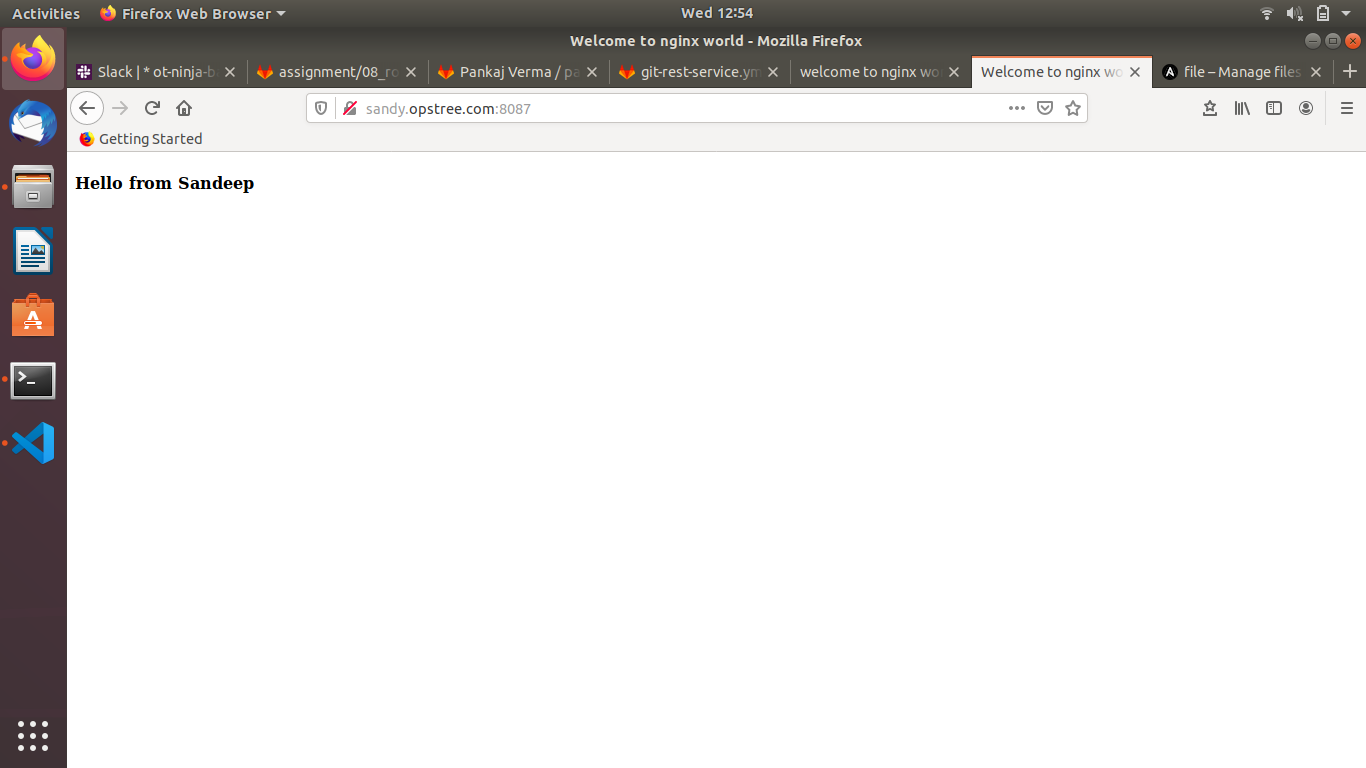 Activities Firefox Web Browser Wed 12:54
Welcome to nginx world - Mozilla Firefox
Slack | * ot-ninja-b assignment/08_ro Pankaj Verma / pa git-rest-service.ym welcome to nginx wo Welcome to nginx wo file – Manage files
sandy.opstree.com:8087
Getting Started
Hello from Sandeep